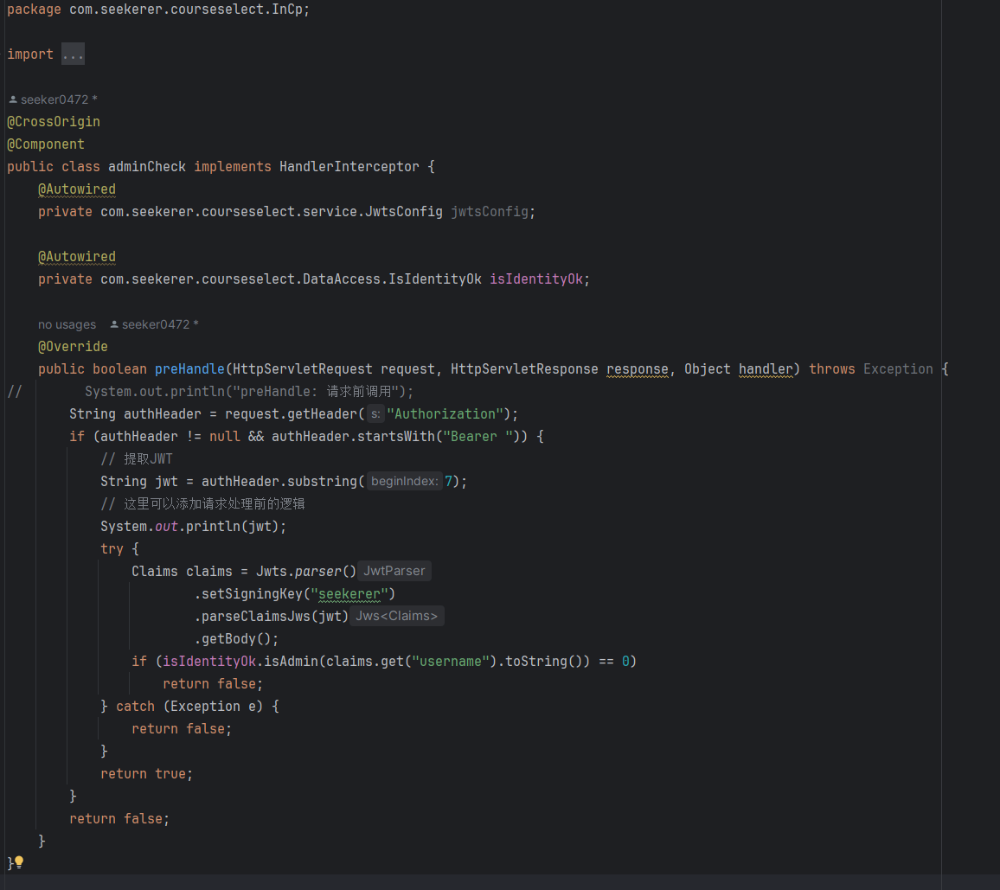 package com.seekerer.courseselect.InCp;
import ...
seeker0472 *
@CrossOrigin
@Component
public class adminCheck implements HandlerInterceptor {
@Autowired
private com.seekerer.courseselect.service.JwtsConfig jwtsConfig;
@Autowired
private com.seekerer.courseselect.DataAccess.IsIdentityOk isIdentityOk;
no usages seeker0472 *
@Override
public boolean preHandle(HttpServletRequest request, HttpServletResponse response, Object handler) throws Exception {
// System.out.println("preHandle: 请求前调用");
String authHeader = request.getHeader( s: "Authorization");
if (authHeader != null && authHeader.startsWith("Bearer ")) {
// 提取JWT
String jwt = authHeader.substring( beginIndex: 7);
// 这里可以添加请求处理前的逻辑
System.out.println(jwt);
try {
Claims claims = Jwts.parser() JwtParser
.setSigningKey("seekerer")
.parseClaimsJws(jwt) Jws<Claims>
.getBody();
if (isIdentityOk.isAdmin(claims.get("username").toString()) == 0)
return false;
} catch (Exception e) {
return false;
}
return true;
}
return false;
}
}